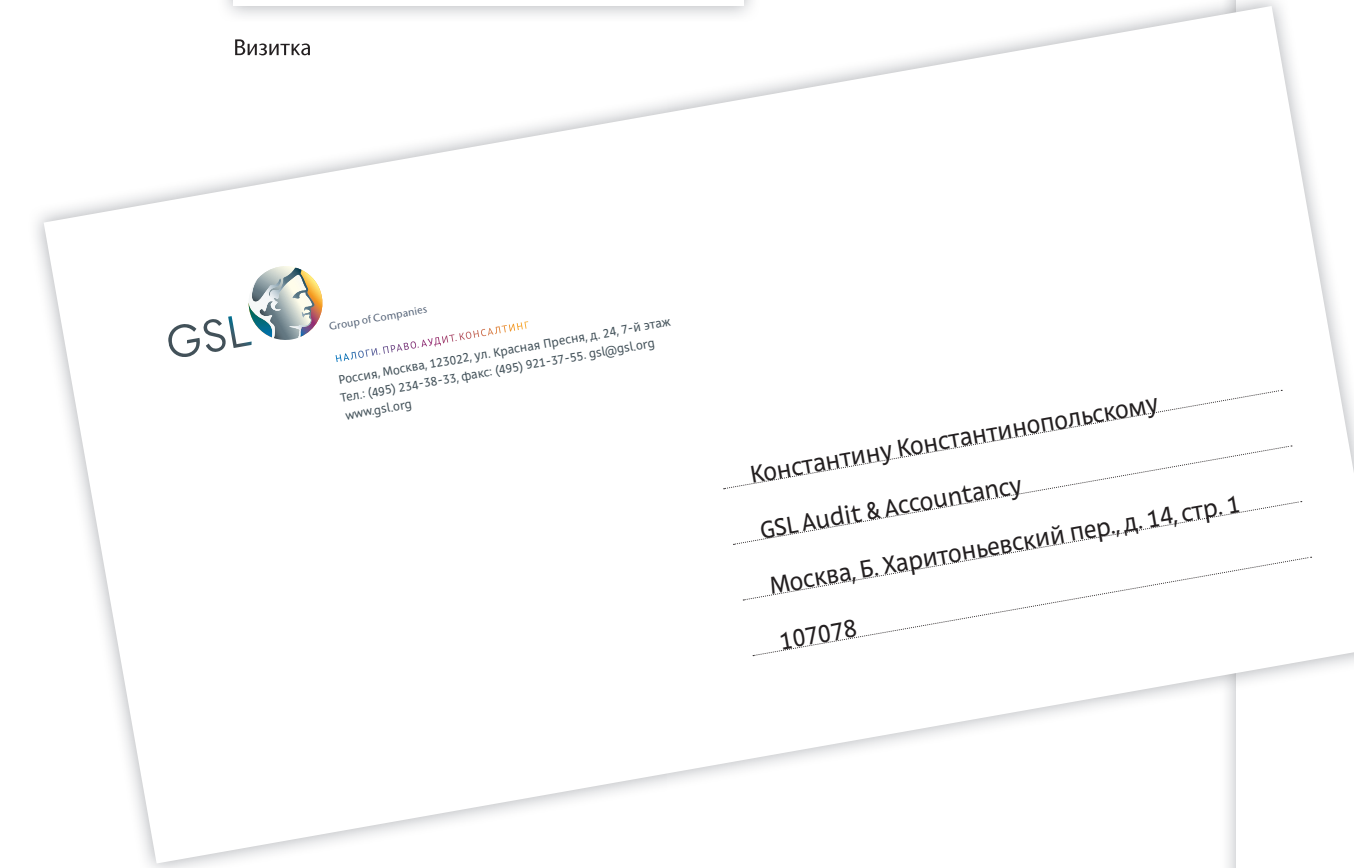 Визитка
GSL
Group of Companies
НАЛОГИ. ПРАВО. АУДИТ. КОНСАЛТИНГ
Россия, Москва, 123022, ул. Красная Пресня, д. 24, 7-й этаж
Тел.: (495) 234-38-33, факс: (495) 921-37-55. gsl@gsl.org
www.gsl.org
Константину Константинопольскому
GSL Audit & Accountancy
Москва, Б. Харитоньевский пер., д. 14, стр. 1
107078